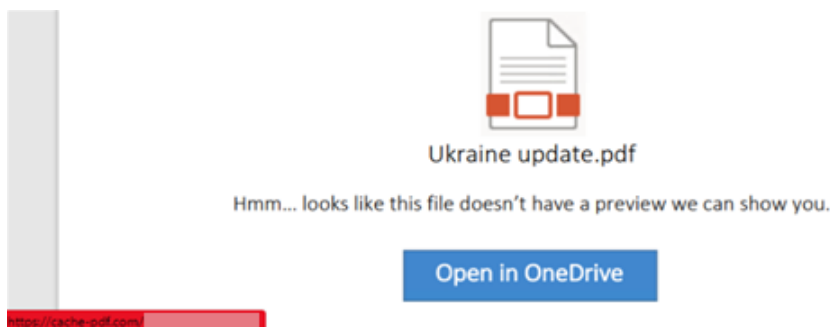 Ukraine update.pdf
Hmm... looks like this file doesn't have a preview we can show you.
Open in OneDrive
https://cache-pdf.com/